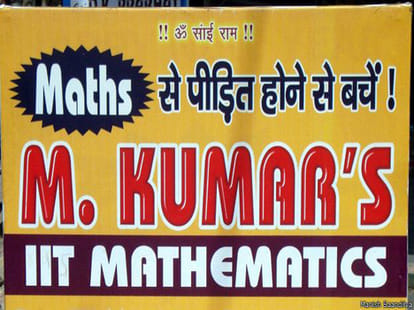 !! ॐ सांई राम !!
Maths से पीड़ित होने से बचें !
M. KUMAR'S
IIT MATHEMATICS